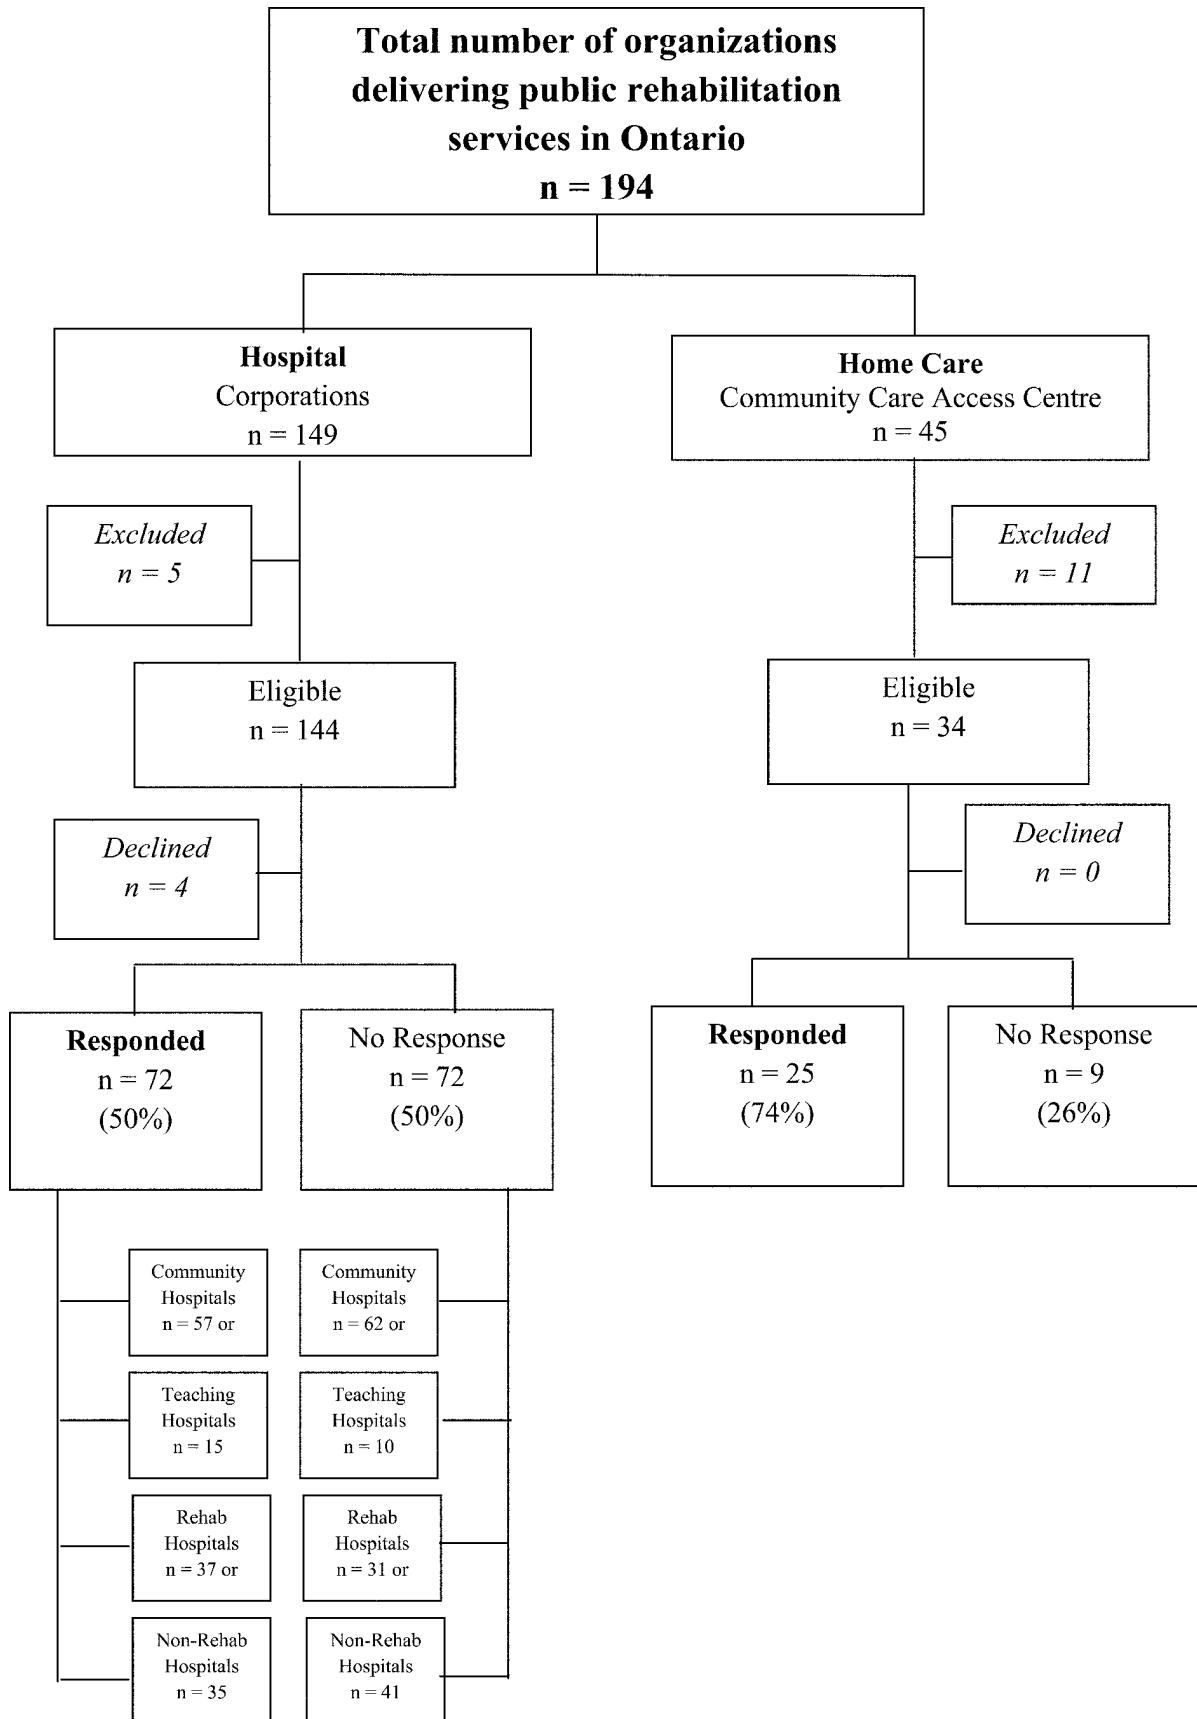 Total number of organizations
delivering public rehabilitation
services in Ontario
n = 194
Hospital
Corporations
n = 149
Home Care
Community Care Access Centre
n = 45
Excluded
n = 5
Excluded
n = 11
Eligible
n = 144
Eligible
n = 34
Declined
n = 4
Declined
n = 0
Responded
n = 72
(50%)
No Response
n = 72
(50%)
Responded
n = 25
(74%)
No Response
n = 9
(26%)
Community
Hospitals
n = 57 or
Community
Hospitals
n = 62 or
Teaching
Hospitals
n = 15
Teaching
Hospitals
n = 10
Rehab
Hospitals
n = 37 or
Rehab
Hospitals
n = 31 or
Non-Rehab
Hospitals
n = 35
Non-Rehab
Hospitals
n = 41